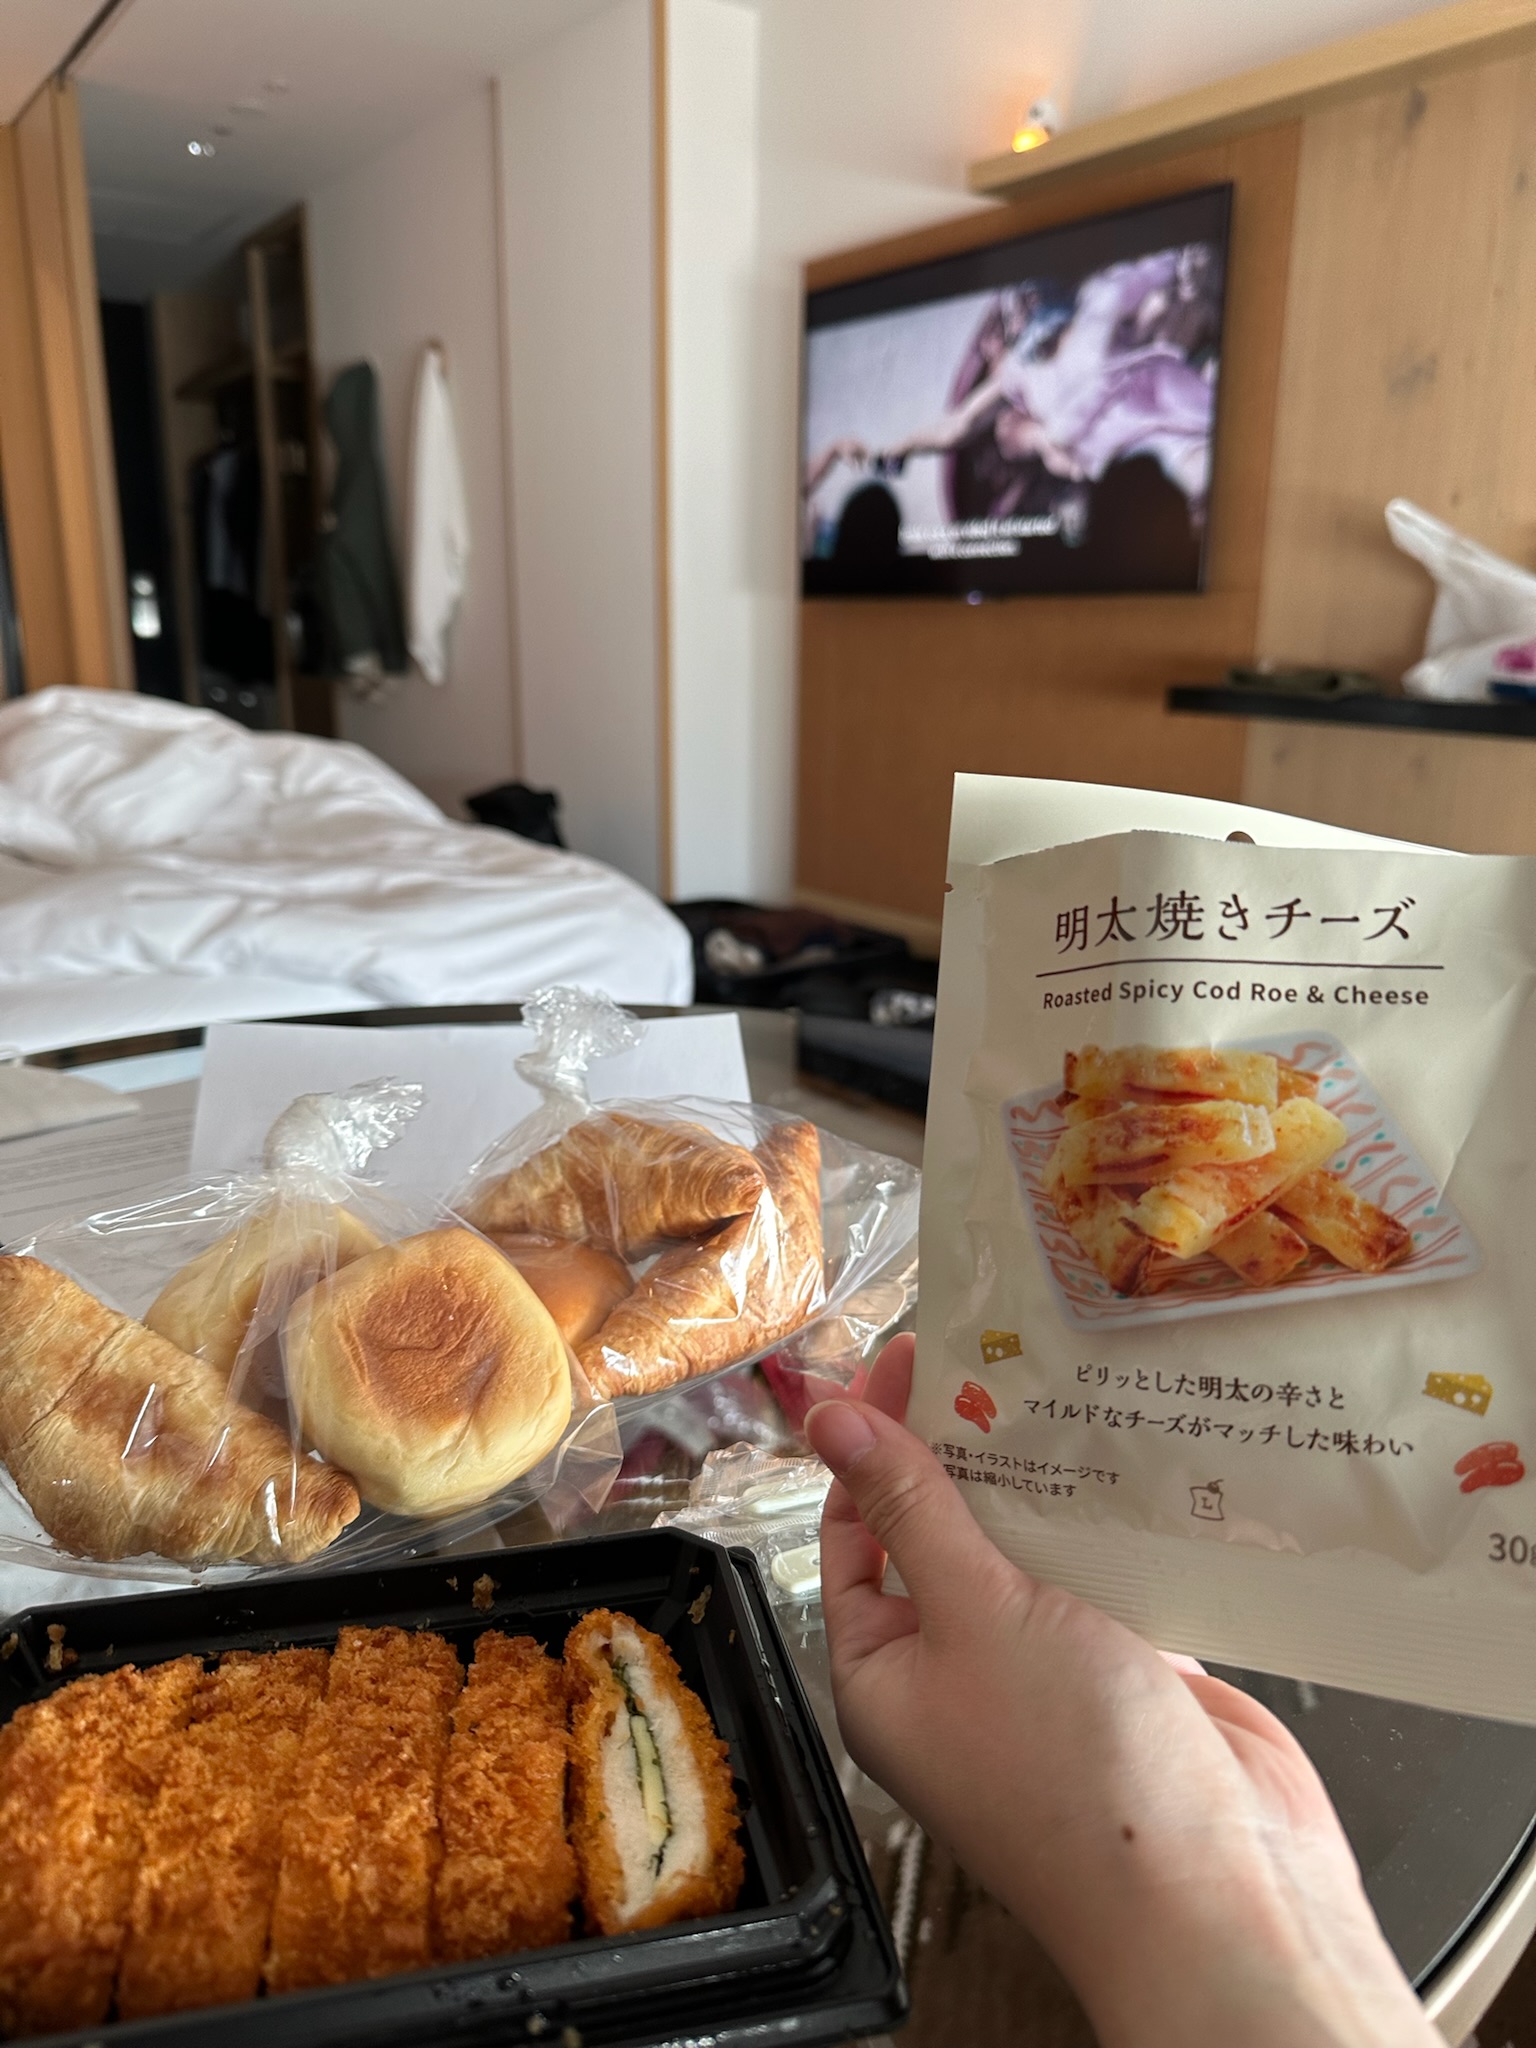 明太焼きチーズ
Roasted Spicy Cod Roe & Cheese
ピリッとした明太の辛さと
マイルドなチーズがマッチした味わい
※写真・イラストはイメージです
写真は縮小しています
L
30